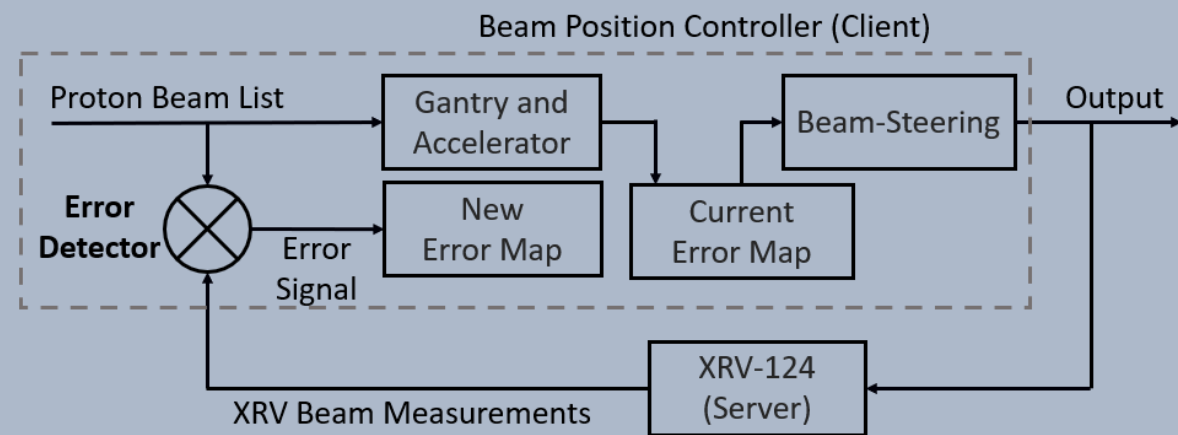 Beam Position Controller (Client)
Proton Beam List
Gantry and
Accelerator
Beam-Steering
Output
Error
Detector
Error
Signal
New
Error Map
Current
Error Map
XRV-124
(Server)
XRV Beam Measurements